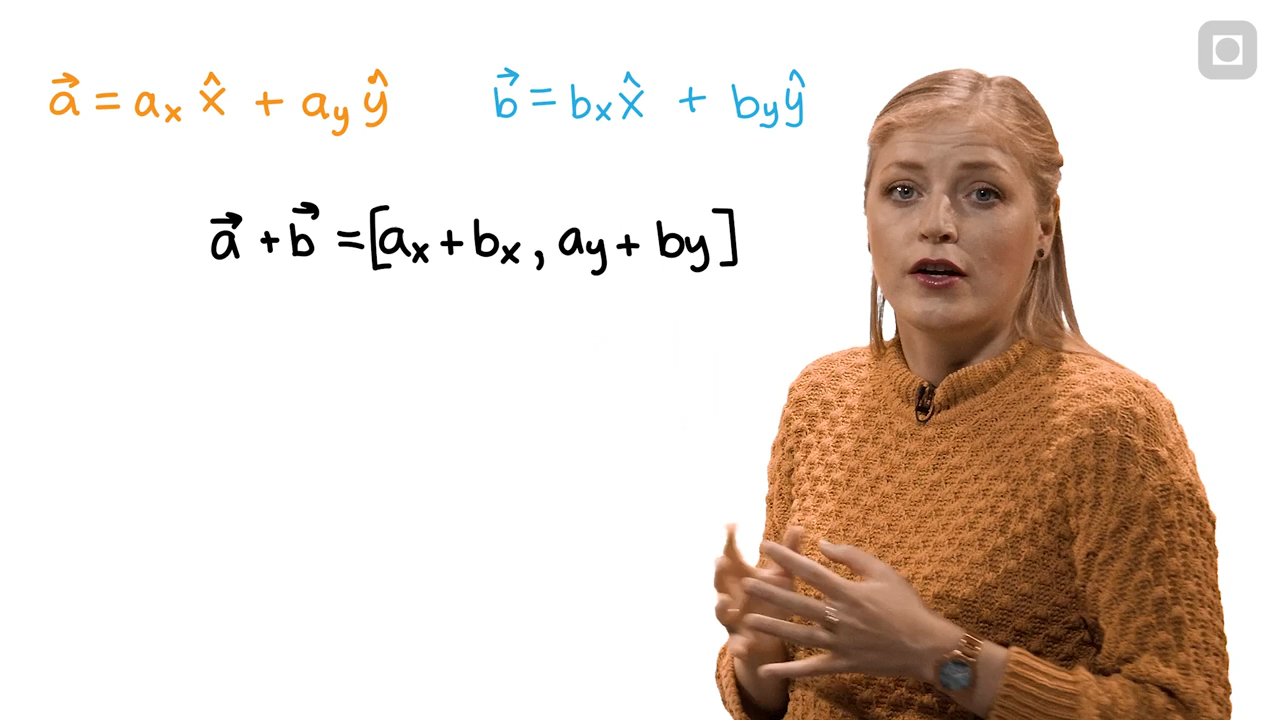 a⃗ = aₓ x̂ + a_y ŷ b⃗ = bₓ x̂ + b_y ŷ
a⃗ + b⃗ = [aₓ + bₓ, a_y + by]